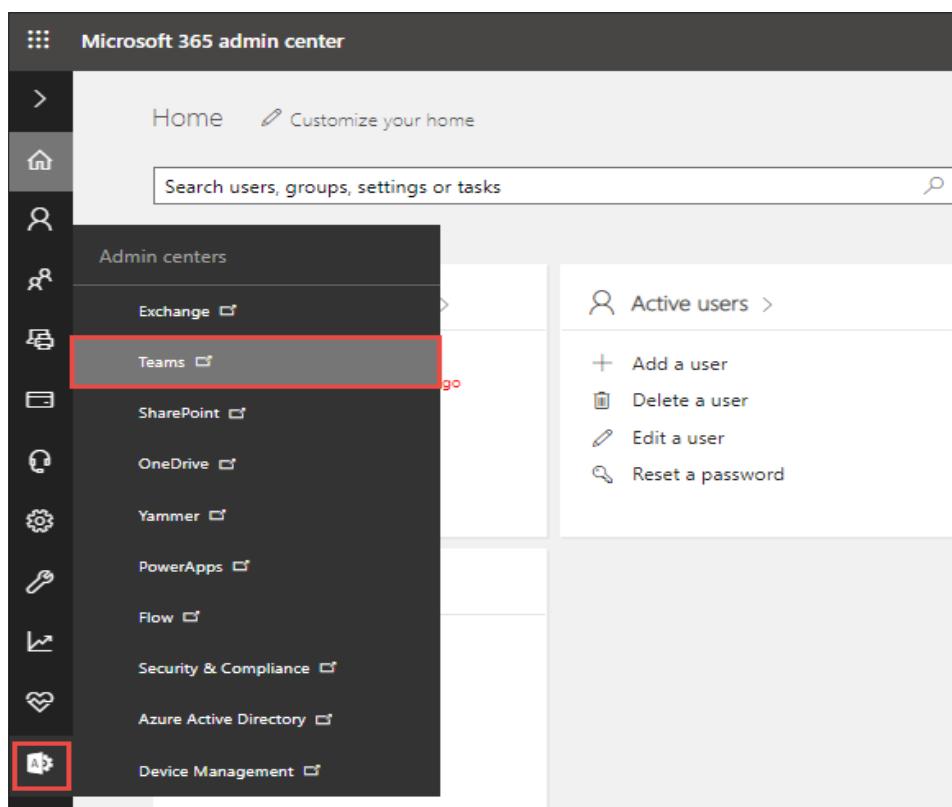 Microsoft 365 admin center
Home
Customize your home
Search users, groups, settings or tasks
Admin centers
Exchange
Teams
SharePoint
OneDrive
Yammer
PowerApps
Flow
Security & Compliance
Azure Active Directory
Device Management
go
Active users
Add a user
Delete a user
Edit a user
Reset a password
A